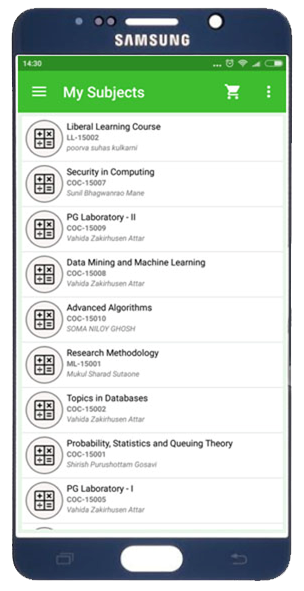 SAMSUNG
14:30
My Subjects
Liberal Learning Course
LL-15002
poorva suhas kulkarni
Security in Computing
COC-15007
Sunil Bhagwanrao Mane
PG Laboratory - II
COC-15009
Vahida Zakirhusen Attar
Data Mining and Machine Learning
COC-15008
Vahida Zakirhusen Attar
Advanced Algorithms
COC-15010
SOMA NILOY GHOSH
Research Methodology
ML-15001
Mukul Sharad Sutaone
Topics in Databases
COC-15002
Vahida Zakirhusen Attar
Probability, Statistics and Queuing Theory
COC-15001
Shirish Purushottam Gosavi
PG Laboratory - I
COC-15005
Vahida Zakirhusen Attar